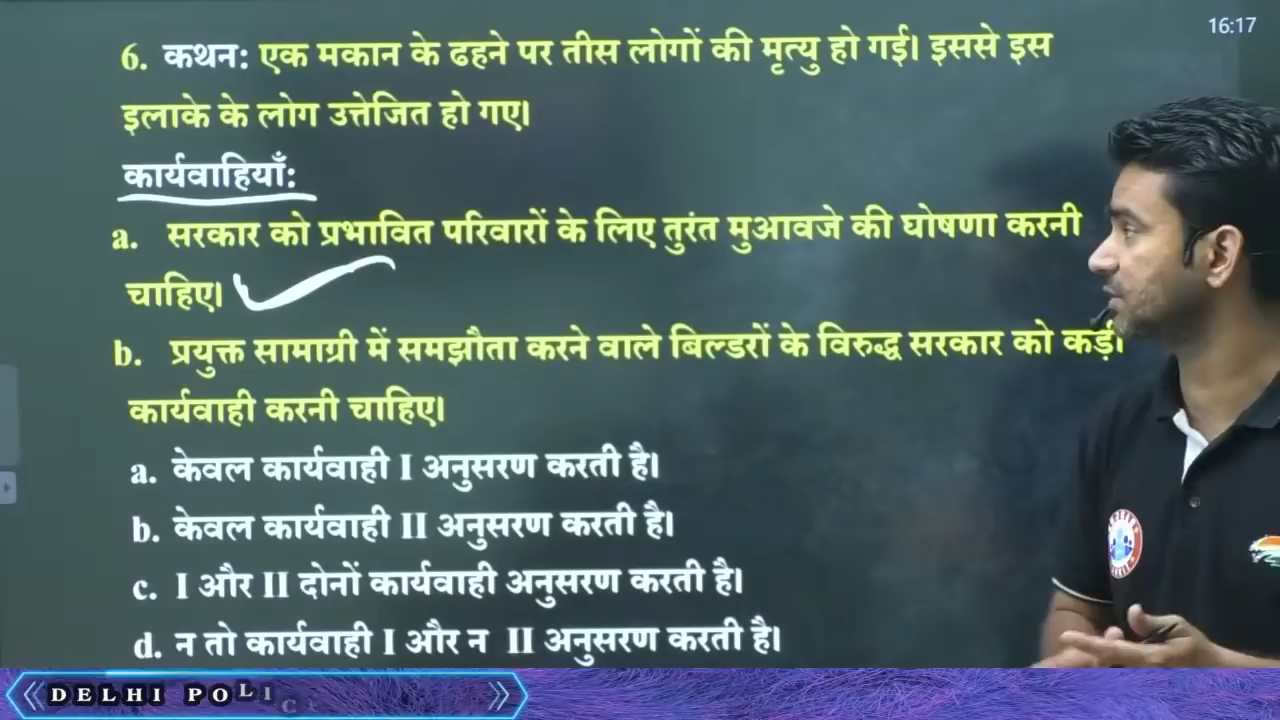 16:17
6. कथन: एक मकान के ढहने पर तीस लोगों की मृत्यु हो गई। इससे इस
इलाके के लोग उत्तेजित हो गए।
कार्यवाहियाँ:
a. सरकार को प्रभावित परिवारों के लिए तुरंत मुआवजे की घोषणा करनी
चाहिए।
b. प्रयुक्त सामाग्री में समझौता करने वाले बिल्डरों के विरुद्ध सरकार को कड़ी
कार्यवाही करनी चाहिए।
a. केवल कार्यवाही I अनुसरण करती है।
b. केवल कार्यवाही II अनुसरण करती है।
c. I और II दोनों कार्यवाही अनुसरण करती है।
d. न तो कार्यवाही I और न II अनुसरण करती है।
DELHI POLIC